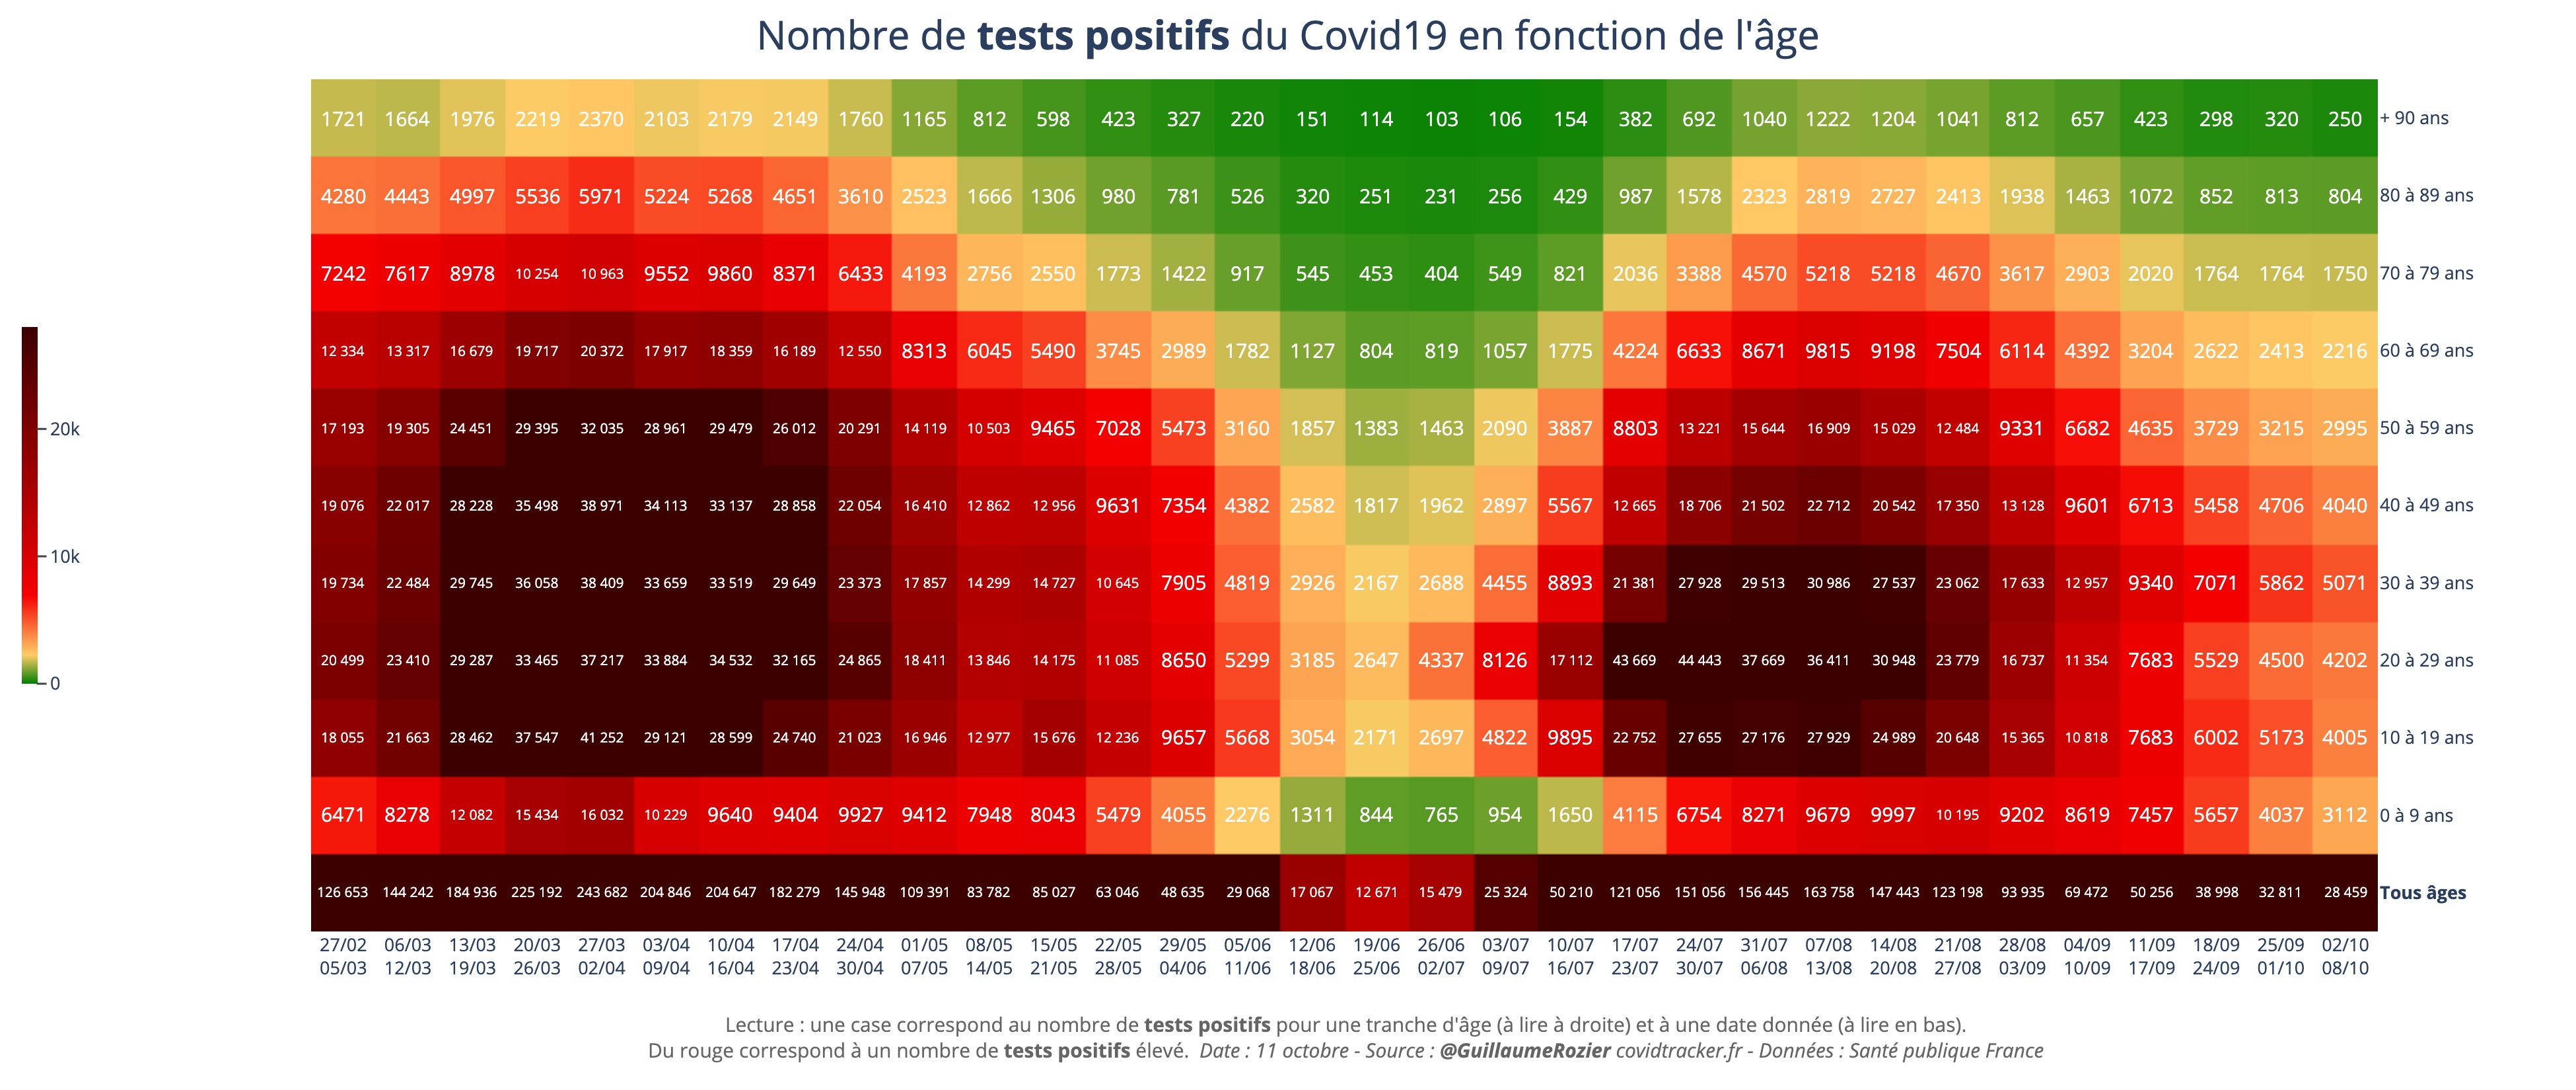 Nombre de tests positifs du Covid19 en fonction de l'âge
1721 1664 1976 2219 2370 2103 2179 2149 1760 1165 812 598 423 327 220 151 114 103 106 154 382 692 1040 1222 1204 1041 812 657 423 298 320 250 + 90 ans
4280 4443 4997 5536 5971 5224 5268 4651 3610 2523 1666 1306 980 781 526 320 251 231 256 429 987 1578 2323 2819 2727 2413 1938 1463 1072 852 813 804 80 à 89 ans
7242 7617 8978 10 254 10 963 9552 9860 8371 6433 4193 2756 2550 1773 1422 917 545 453 404 549 821 2036 3388 4570 5218 5218 4670 3617 2903 2020 1764 1764 1750 70 à 79 ans
12 334 13 317 16 679 19 717 20 372 17 917 18 359 16 189 12 550 8313 6045 5490 3745 2989 1782 1127 804 819 1057 1775 4224 6633 8671 9815 9198 7504 6114 4392 3204 2622 2413 2216 60 à 69 ans
20k
17 193 19 305 24 451 29 395 32 035 28 961 29 479 26 012 20 291 14 119 10 503 9465 7028 5473 3160 1857 1383 1463 2090 3887 8803 13 221 15 644 16 909 15 029 12 484 9331 6682 4635 3729 3215 2995 50 à 59 ans
19 076 22 017 28 228 35 498 38 971 34 113 33 137 28 858 22 054 16 410 12 862 12 956 9631 7354 4382 2582 1817 1962 2897 5567 12 665 18 706 21 502 22 712 20 542 17 350 13 128 9601 6713 5458 4706 4040 40 à 49 ans
10k
19 734 22 484 29 745 36 058 38 409 33 659 33 519 29 649 23 373 17 857 14 299 14 727 10 645 7905 4819 2926 2167 2688 4455 8893 21 381 27 928 29 513 30 986 27 537 23 062 17 633 12 957 9340 7071 5862 5071 30 à 39 ans
20 499 23 410 29 287 33 465 37 217 33 884 34 532 32 165 24 865 18 411 13 846 14 175 11 085 8650 5299 3185 2647 4337 8126 17 112 43 669 44 443 37 669 36 411 30 948 23 779 16 737 11 354 7683 5529 4500 4202 20 à 29 ans
0
18 055 21 663 28 462 37 547 41 252 29 121 28 599 24 740 21 023 16 946 12 977 15 676 12 236 9657 5668 3054 2171 2697 4822 9895 22 752 27 655 27 176 27 929 24 989 20 648 15 365 10 818 7683 6002 5173 4005 10 à 19 ans
6471 8278 12 082 15 434 16 032 10 229 9640 9404 9927 9412 7948 8043 5479 4055 2276 1311 844 765 954 1650 4115 6754 8271 9679 9997 10 195 9202 8619 7457 5657 4037 3112 0 à 9 ans
126 653 144 242 184 936 225 192 243 682 204 846 204 647 182 279 145 948 109 391 83 782 85 027 63 046 48 635 29 068 17 067 12 671 15 479 25 324 50 210 121 056 151 056 156 445 163 758 147 443 123 198 93 935 69 472 50 256 38 998 32 811 28 459 Tous âges
27/02 06/03 13/03 20/03 27/03 03/04 10/04 17/04 24/04 01/05 08/05 15/05 22/05 29/05 05/06 12/06 19/06 26/06 03/07 10/07 17/07 24/07 31/07 07/08 14/08 21/08 28/08 04/09 11/09 18/09 25/09 02/10
05/03 12/03 19/03 26/03 02/04 09/04 16/04 23/04 30/04 07/05 14/05 21/05 28/05 04/06 11/06 18/06 25/06 02/07 09/07 16/07 23/07 30/07 06/08 13/08 20/08 27/08 03/09 10/09 17/09 24/09 01/10 08/10
Lecture : une case correspond au nombre de tests positifs pour une tranche d'âge (à lire à droite) et à une date donnée (à lire en bas).
Du rouge correspond à un nombre de tests positifs élevé. Date : 11 octobre - Source : @GuillaumeRozier covidtracker.fr - Données : Santé publique France